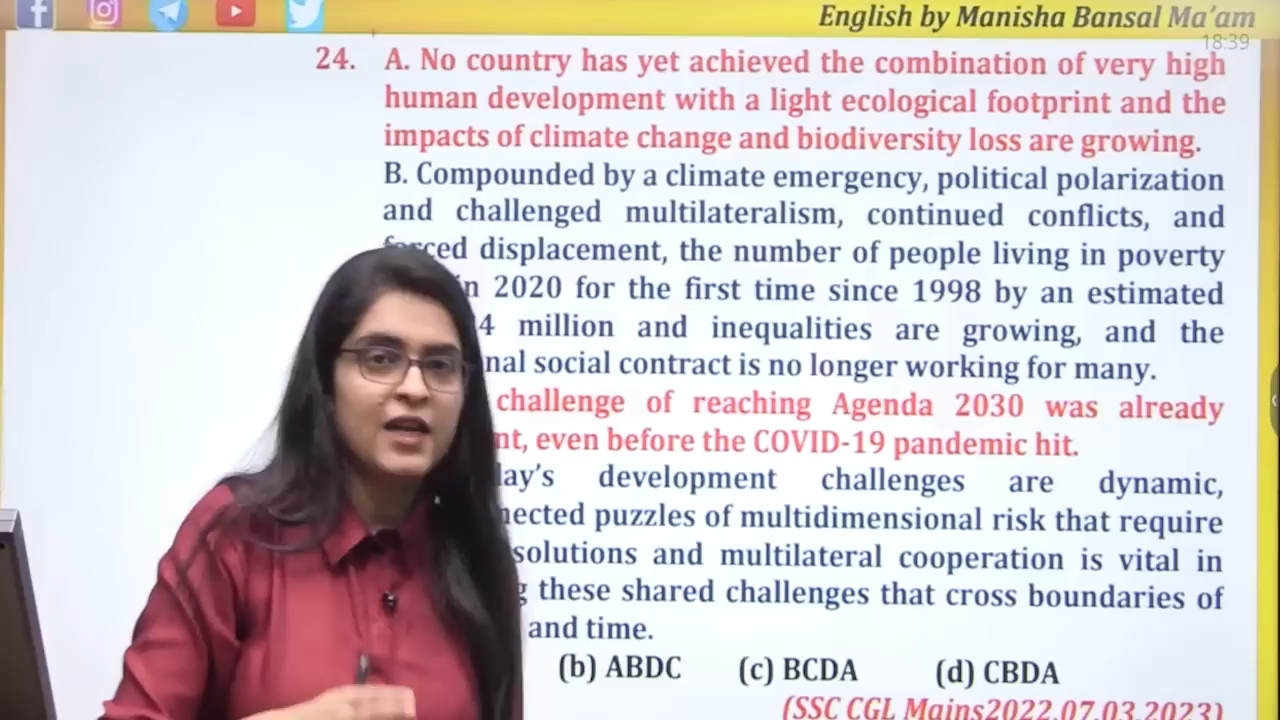 English by Manisha Bansal Ma'am
18:39
24. A. No country has yet achieved the combination of very high
human development with a light ecological footprint and the
impacts of climate change and biodiversity loss are growing.
B. Compounded by a climate emergency, political polarization
and challenged multilateralism, continued conflicts, and
displacement, the number of people living in poverty
2020 for the first time since 1998 by an estimated
4 million and inequalities are growing, and the
nal social contract is no longer working for many.
challenge of reaching Agenda 2030 was already
nt, even before the COVID-19 pandemic hit.
lay's development challenges are dynamic,
nected puzzles of multidimensional risk that require
solutions and multilateral cooperation is vital in
these shared challenges that cross boundaries of
and time.
(b) ABDC (c) BCDA (d) CBDA
(SSC CGL Mains2022,07.03.2023)